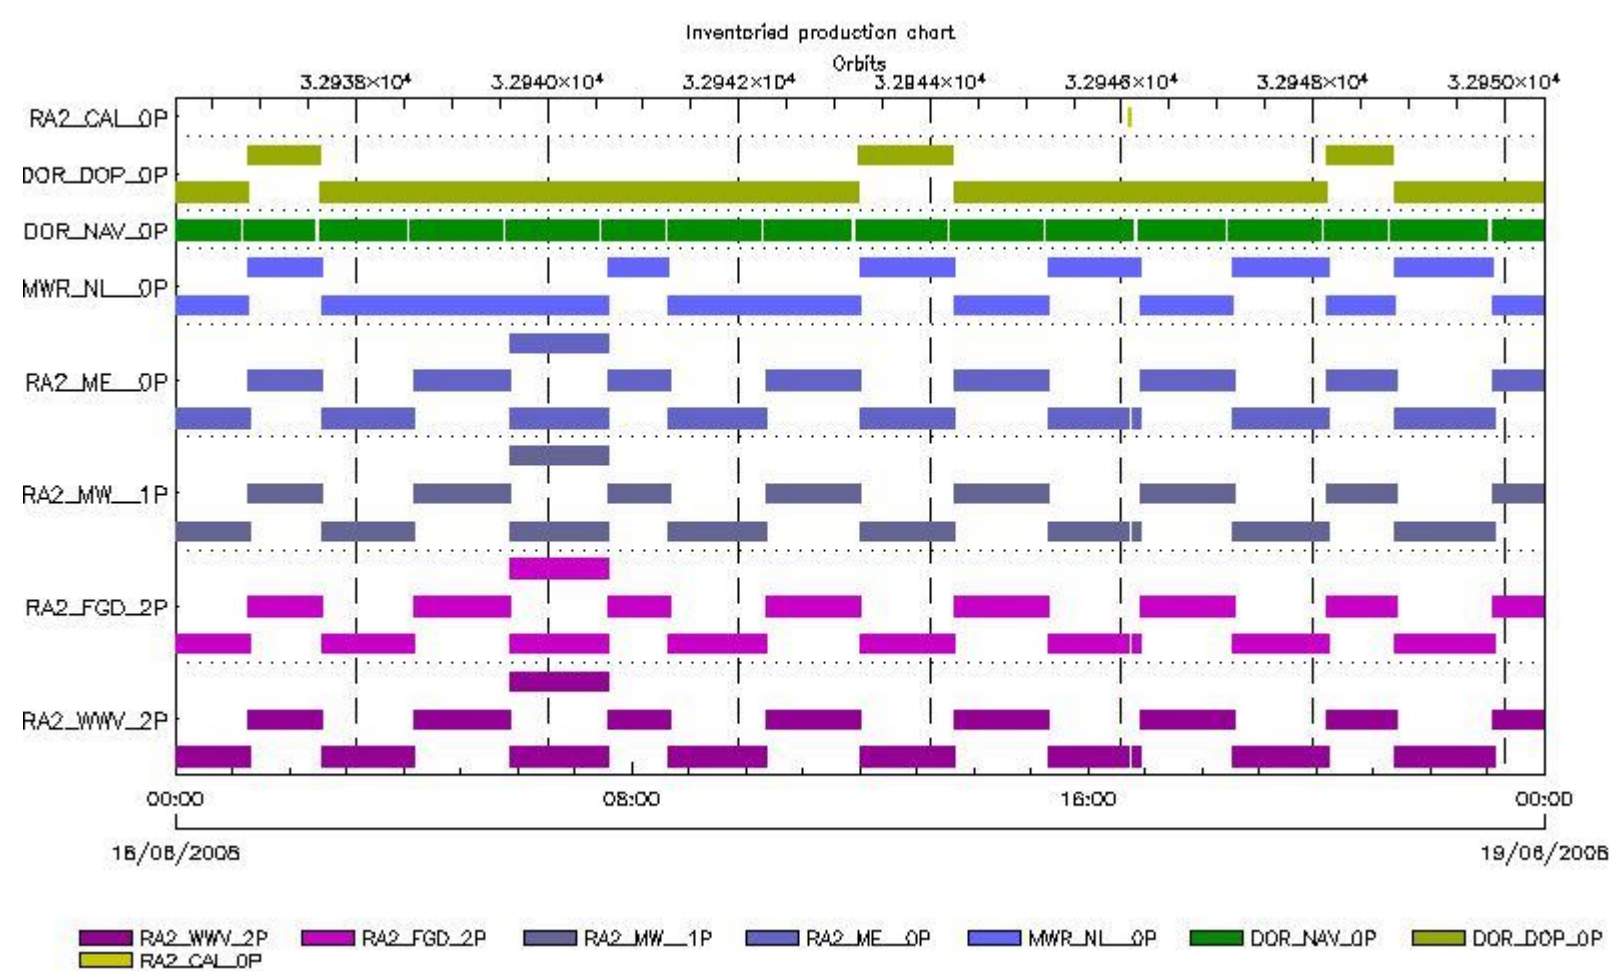 Inventoried production chart
Orbits
3.2938×10⁴ 3.2940×10⁴ 3.2942×10⁴ 3.2944×10⁴ 3.2946×10⁴ 3.2948×10⁴ 3.2950×10⁴
RA2_CAL_0P
DOR_DOP_0P
DOR_NAV_0P
MWR_NL__0P
RA2_ME__0P
RA2_MW__1P
RA2_FGD_2P
RA2_WWV_2P
00:00 08:00 16:00 00:00
18/06/2008 19/06/2008
RA2_WWV_2P RA2_FGD_2P RA2_MW__1P RA2_ME__0P MWR_NL__0P DOR_NAV_0P DOR_DOP_0P
RA2_CAL_0P